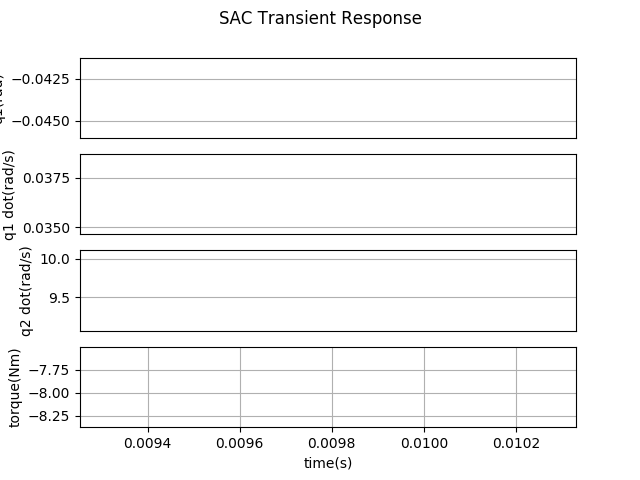 SAC Transient Response
q1(rad)
−0.0425
−0.0450
q1 dot(rad/s)
0.0375
0.0350
q2 dot(rad/s)
10.0
9.5
torque(Nm)
−7.75
−8.00
−8.25
0.0094 0.0096 0.0098 0.0100 0.0102
time(s)